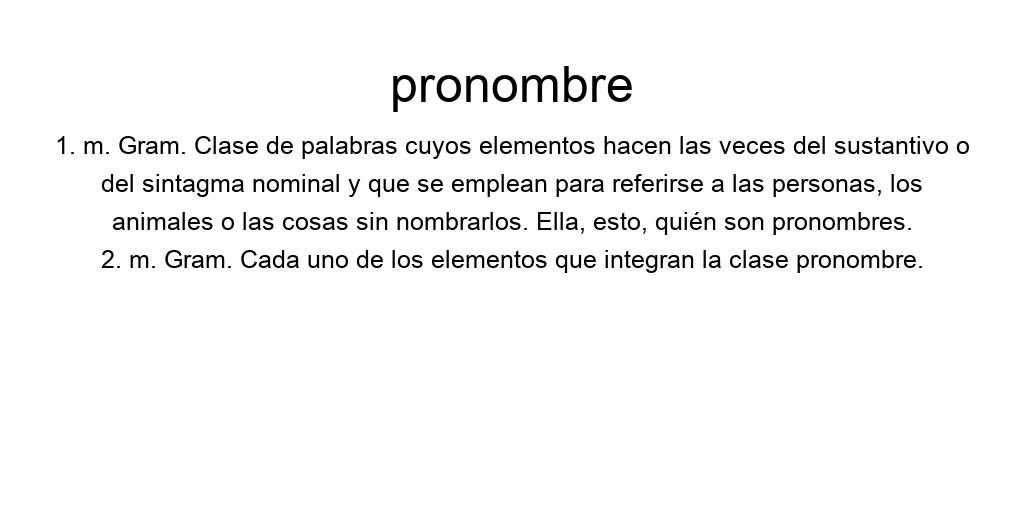 pronombre
1. m. Gram. Clase de palabras cuyos elementos hacen las veces del sustantivo o
del sintagma nominal y que se emplean para referirse a las personas, los
animales o las cosas sin nombrarlos. Ella, esto, quién son pronombres.
2. m. Gram. Cada uno de los elementos que integran la clase pronombre.